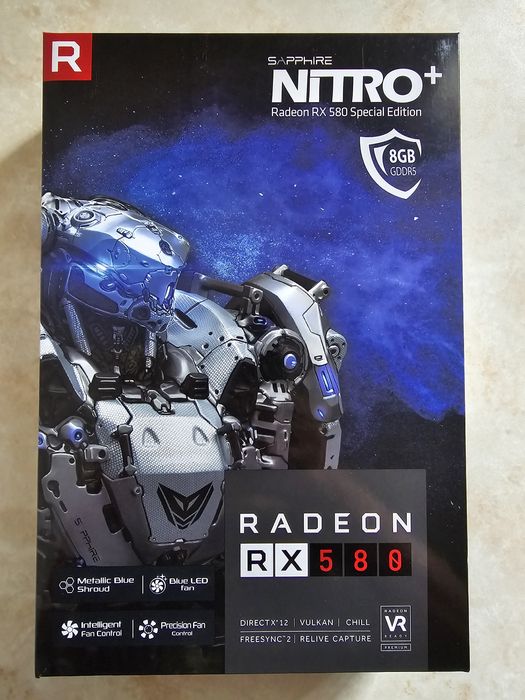 R
SAPPHIRE
NITRO+
Radeon RX 580 Special Edition
8GB
GDDR5
SAPPHIRE
RADEON
RX 580
Metallic Blue
Shroud
Blue LED
fan
Intelligent
Fan Control
Precision Fan
Control
DIRECTX®12 | VULKAN | CHILL
FREESYNC™2 | RELIVE CAPTURE
RADEON
VR
READY
PREMIUM